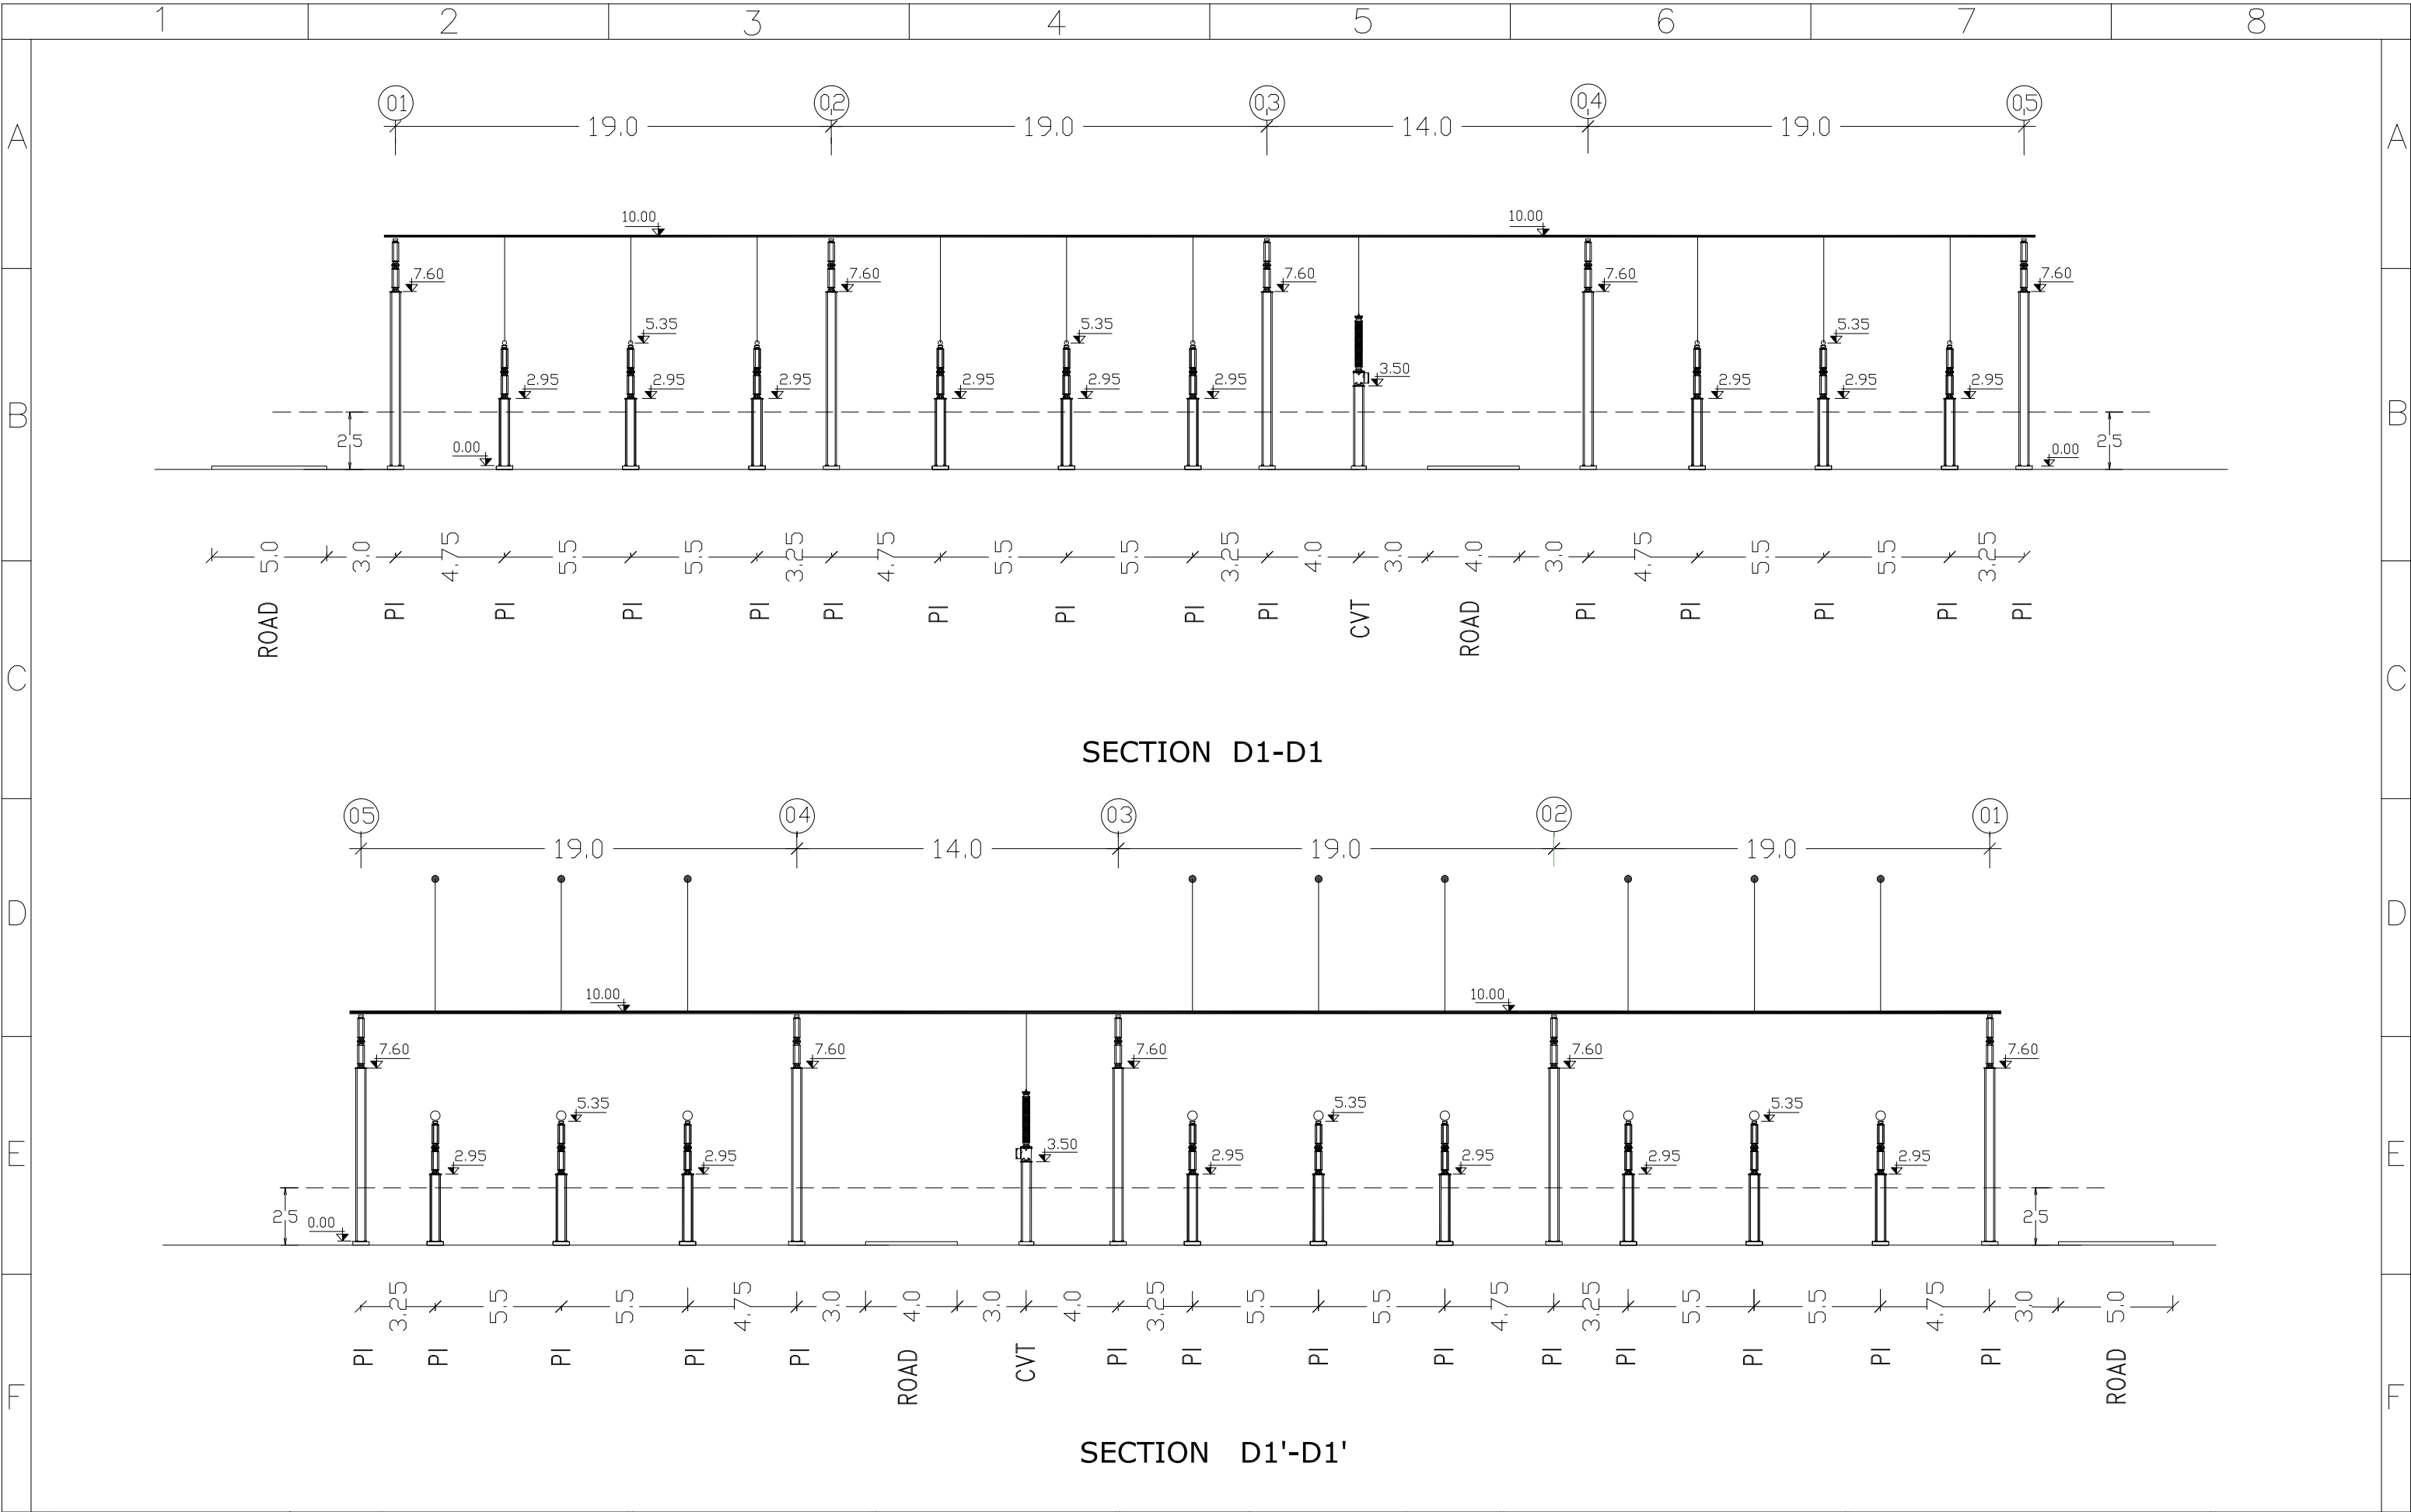 1 2 3 4 5 6 7 8
01 02 03 04 05
A 19.0 19.0 14.0 19.0 A
10.00 10.00
7.60 7.60 7.60 7.60 7.60
5.35 5.35 5.35
3.50
2.95 2.95 2.95 2.95 2.95 2.95 2.95 2.95 2.95
B B
2.5 0.00 0.00 2.5
5.0 3.0 4.75 5.5 5.5 3.25 4.75 5.5 5.5 3.25 4.0 3.0 4.0 3.0 4.75 5.5 5.5 3.25
ROAD PI PI PI PI PI PI PI PI PI CVT ROAD PI PI PI PI PI
C C
SECTION D1-D1
05 04 03 02 01
19.0 14.0 19.0 19.0
D D
10.00 10.00
7.60 7.60 7.60 7.60 7.60
5.35 5.35 5.35
3.50
E 2.95 2.95 2.95 2.95 2.95 2.95 E
2.5 0.00 2.5
3.25 5.5 5.5 4.75 3.0 4.0 3.0 4.0 3.25 5.5 5.5 4.75 3.25 5.5 5.5 4.75 3.0 5.0
PI PI PI PI PI ROAD CVT PI PI PI PI PI PI PI PI PI ROAD
F F
SECTION D1'-D1'